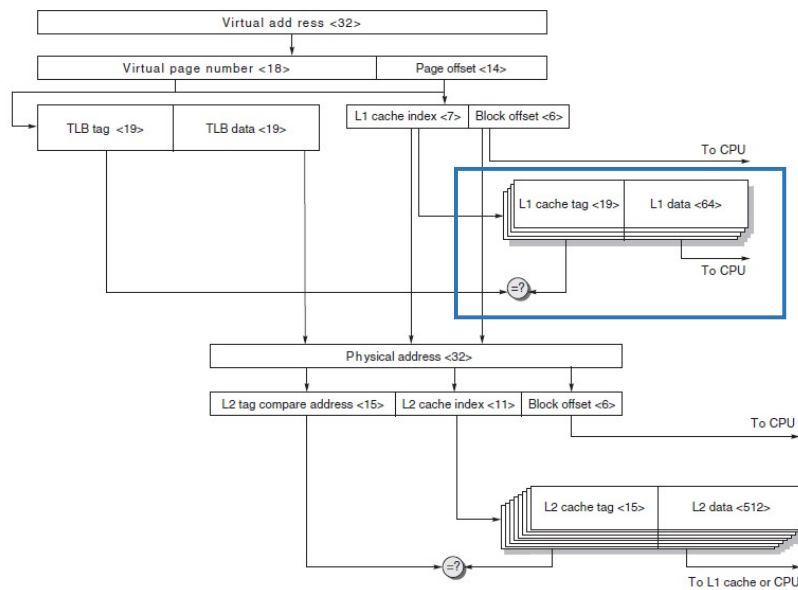 Virtual add ress <32>
Virtual page number <18> Page offset <14>
TLB tag <19> TLB data <19>
L1 cache index <7> Block offset <6>
To CPU
L1 cache tag <19> L1 data <64>
To CPU
=?
Physical address <32>
L2 tag compare address <15> L2 cache index <11> Block offset <6>
To CPU
L2 cache tag <15> L2 data <512>
=?
To L1 cache or CPU